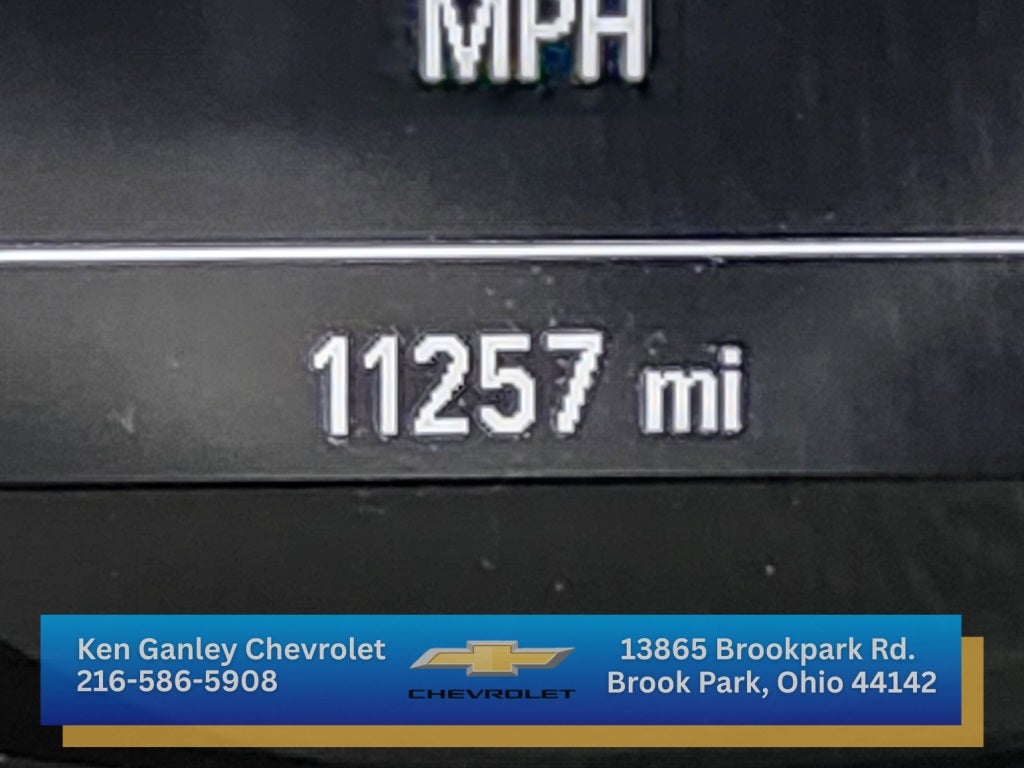 MPH
11257 mi
Ken Ganley Chevrolet
216-586-5908
CHEVROLET
13865 Brookpark Rd.
Brook Park, Ohio 44142